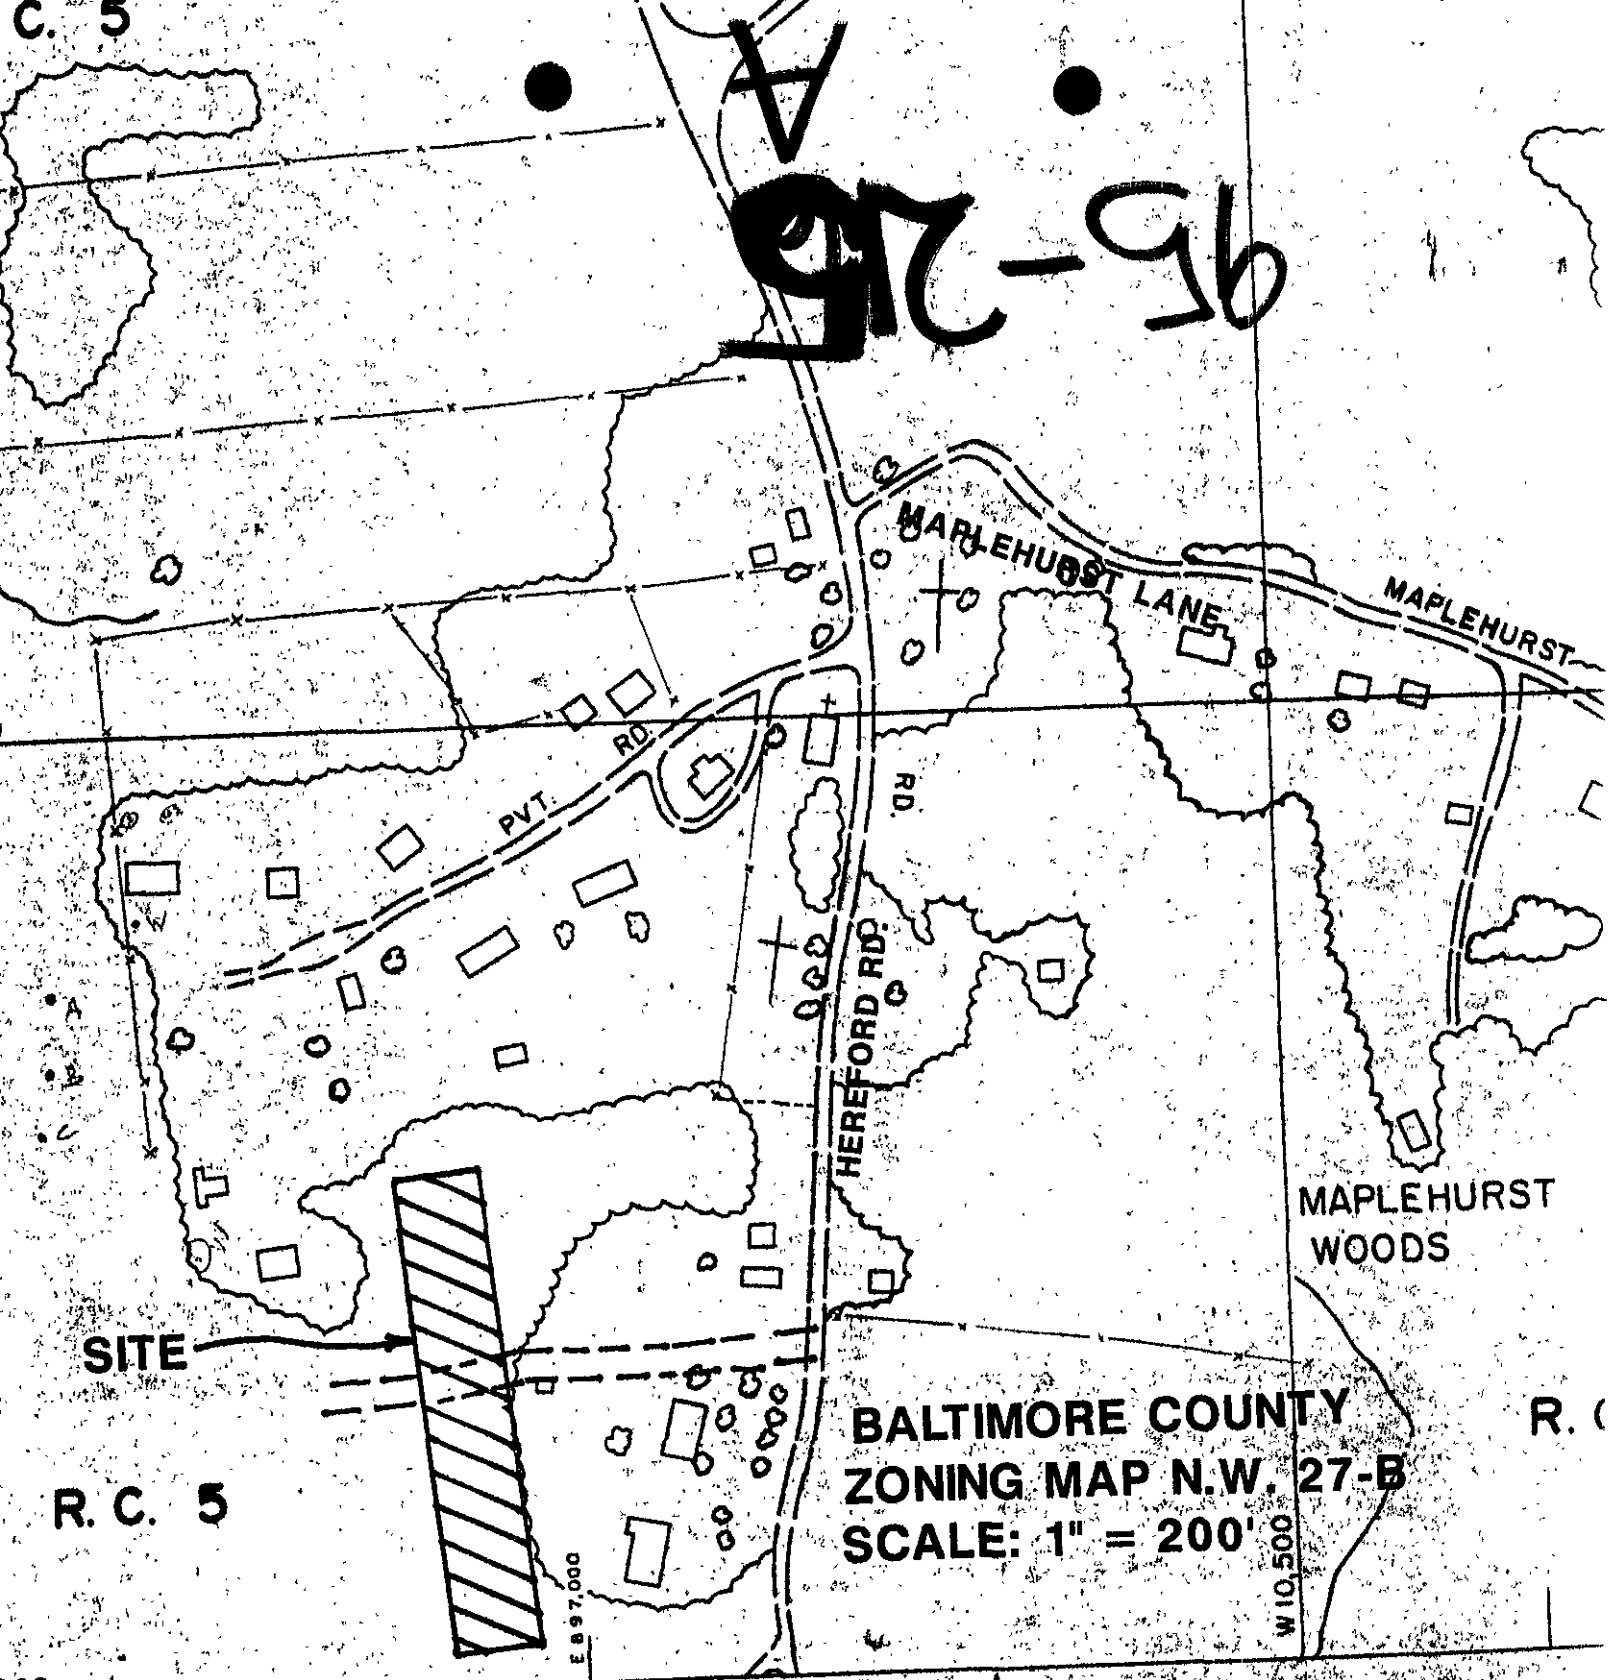 C. 5
95-256
A
MAPLEHURST LANE
MAPLEHURST
RD.
PVT.
RD.
HEREFORD RD.
A
B
C
MAPLEHURST
WOODS
SITE
BALTIMORE COUNTY
ZONING MAP N.W. 27-B
SCALE: 1" = 200'
R. C. 5
R. C
E 897,000
W 10,500